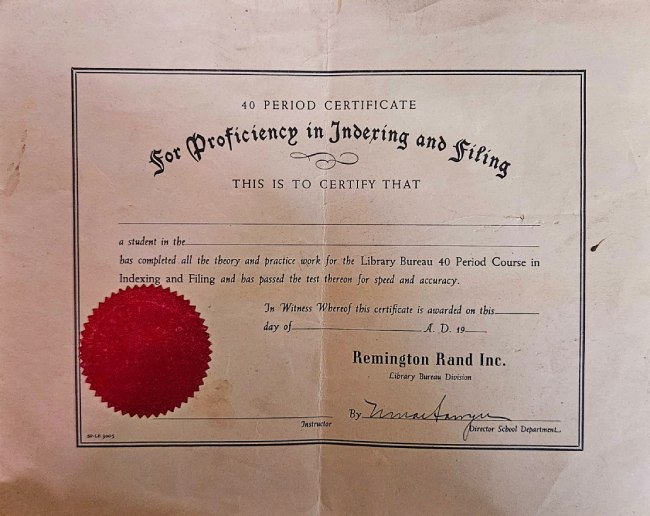 40 PERIOD CERTIFICATE
For Proficiency in Indexing and Filing
THIS IS TO CERTIFY THAT
a student in the
has completed all the theory and practice work for the Library Bureau 40 Period Course in
Indexing and Filing and has passed the test thereon for speed and accuracy.
In Witness Whereof this certificate is awarded on this
day of A. D. 19
Remington Rand Inc.
Library Bureau Division
By
Instructor
Director School Department